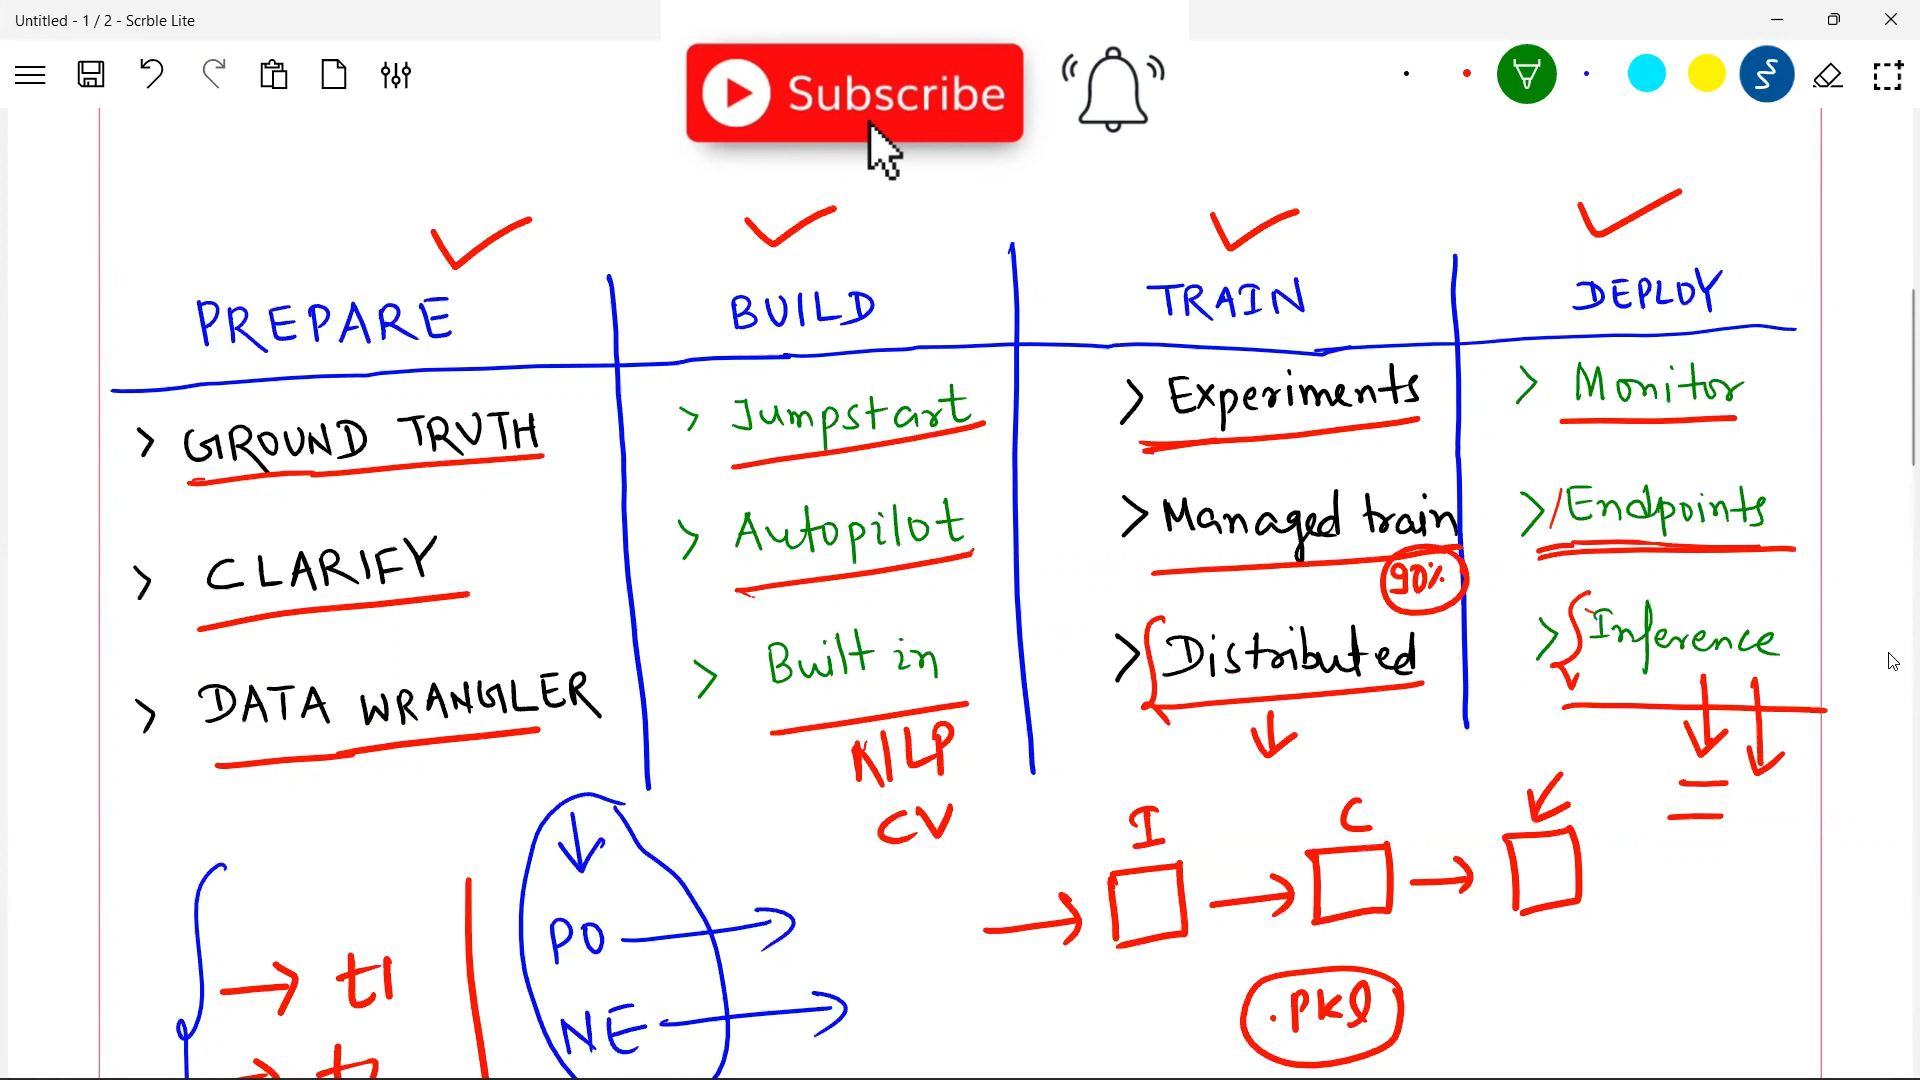 Untitled - 1 / 2 - Scrble Lite
Subscribe
PREPARE
BUILD
TRAIN
DEPLOY
> GROUND TRUTH
> CLARIFY
> DATA WRANGLER
> Jumpstart
> Autopilot
> Built in
NLP
CV
> Experiments
> Managed train
90%
> Distributed
> Monitor
> Endpoints
> Inference
I
C
PO
NE
t1
.pkl